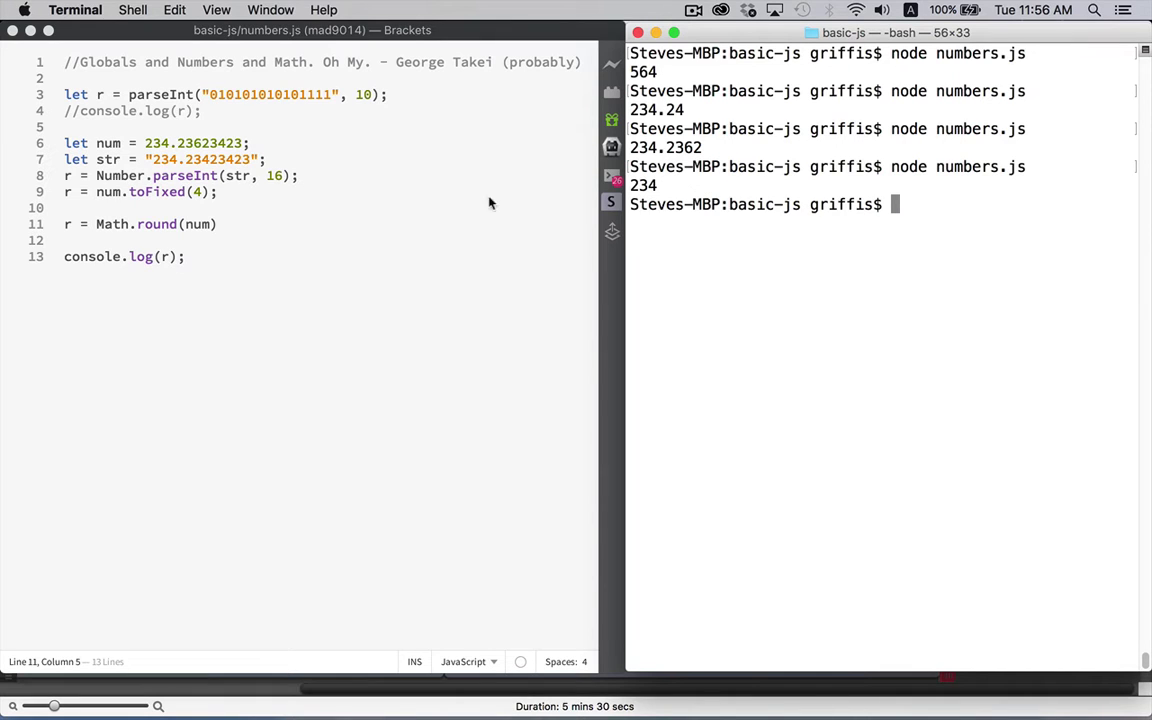 Terminal Shell Edit View Window Help
A 100% Tue 11:56 AM
basic-js/numbers.js (mad9014) — Brackets
1 //Globals and Numbers and Math. Oh My. - George Takei (probably)
2
3 let r = parseInt("010101010101111", 10);
4 //console.log(r);
5
6 let num = 234.23623423;
7 let str = "234.23423423";
8 r = Number.parseInt(str, 16);
9 r = num.toFixed(4);
10
11 r = Math.round(num)
12
13 console.log(r);
26
S
Line 11, Column 5 — 13 Lines
INS JavaScript Spaces: 4
basic-js — -bash — 56×33
[Steves-MBP:basic-js griffis$ node numbers.js ]
564
[Steves-MBP:basic-js griffis$ node numbers.js ]
234.24
[Steves-MBP:basic-js griffis$ node numbers.js ]
234.2362
[Steves-MBP:basic-js griffis$ node numbers.js ]
234
Steves-MBP:basic-js griffis$
Duration: 5 mins 30 secs